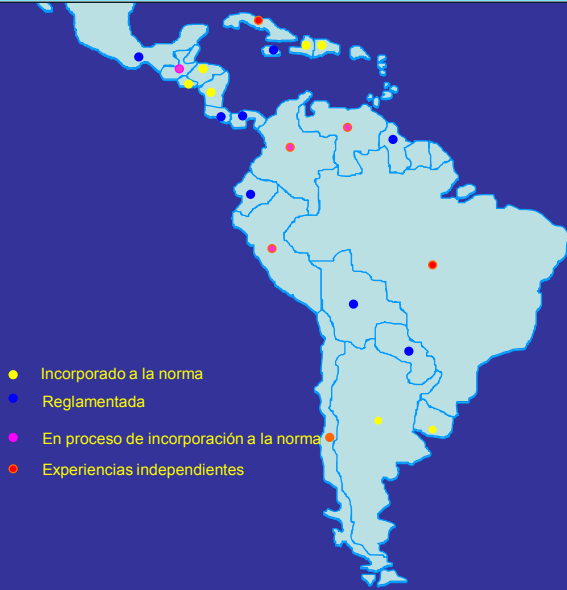 Incorporado a la norma
Reglamentada
En proceso de incorporación a la norma
Experiencias independientes